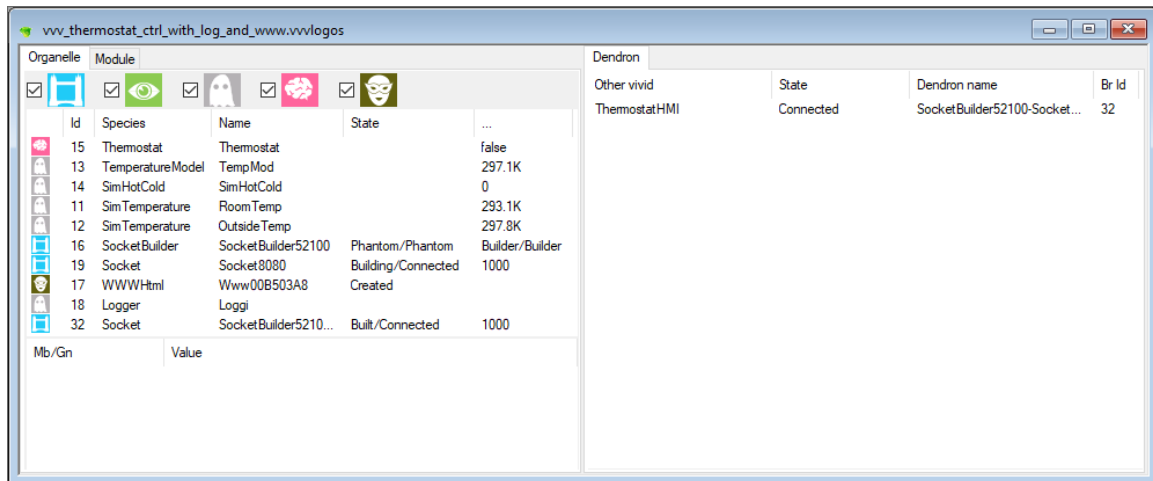 vvv_thermostat_ctrl_with_log_and_www.vvvlogos
Organelle Module
Id Species Name State ...
15 Thermostat Thermostat false
13 TemperatureModel TempMod 297.1K
14 SimHotCold SimHotCold 0
11 SimTemperature RoomTemp 293.1K
12 SimTemperature OutsideTemp 297.8K
16 SocketBuilder SocketBuilder52100 Phantom/Phantom Builder/Builder
19 Socket Socket8080 Building/Connected 1000
17 WWWHtml Www00B503A8 Created
18 Logger Loggi
32 Socket SocketBuilder5210... Built/Connected 1000
Mb/Gn Value
Dendron
Other vivid State Dendron name Br Id
ThermostatHMI Connected SocketBuilder52100-Socket... 32